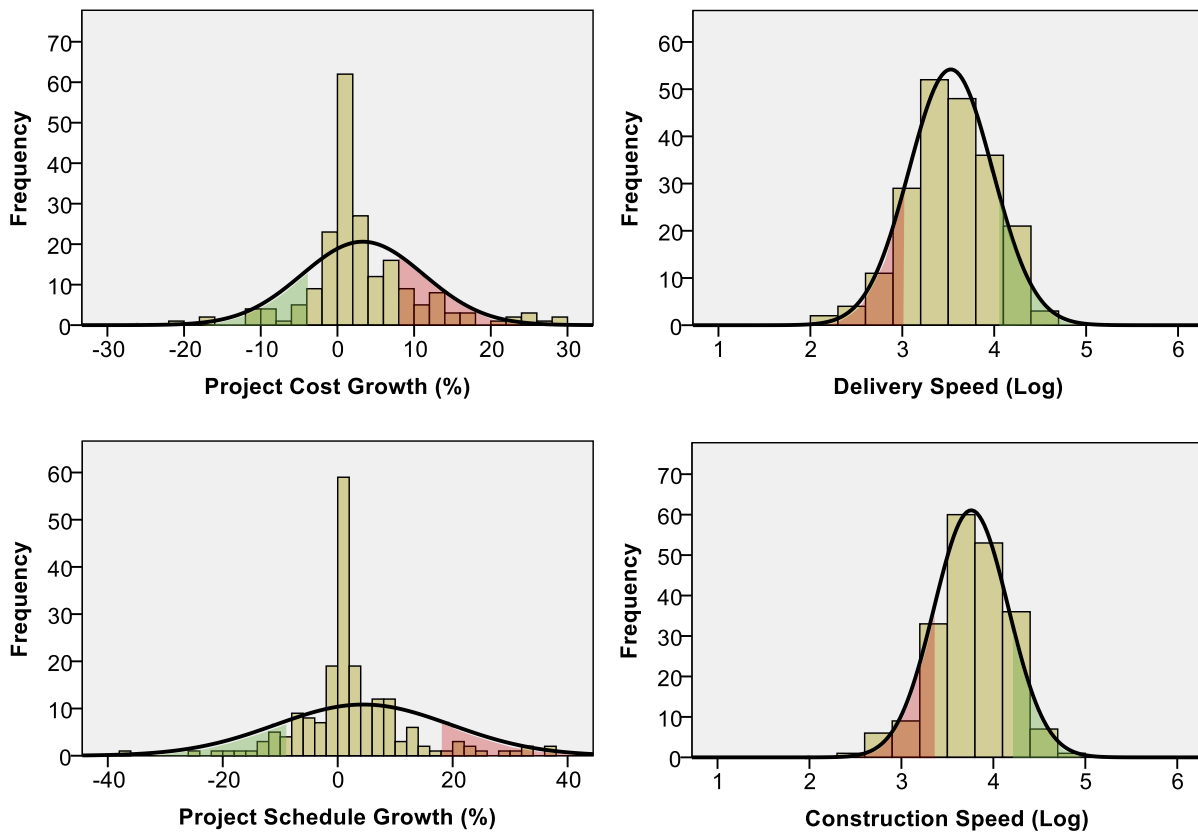 70
60
50
40
30
20
10
0
Frequency
-30 -20 -10 0 10 20 30
Project Cost Growth (%)
60
50
40
30
20
10
0
Frequency
1 2 3 4 5 6
Delivery Speed (Log)
60
50
40
30
20
10
0
Frequency
-40 -20 0 20 40
Project Schedule Growth (%)
70
60
50
40
30
20
10
0
Frequency
1 2 3 4 5 6
Construction Speed (Log)